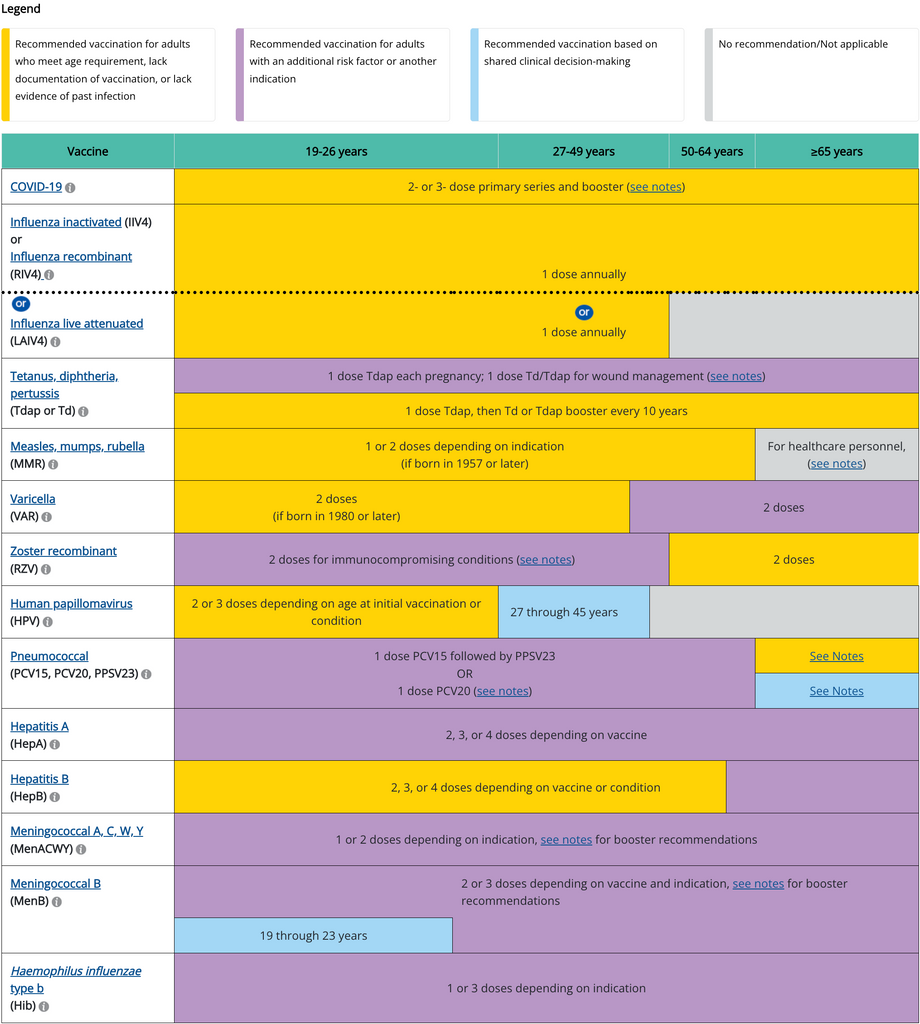 Legend
Recommended vaccination for adults
who meet age requirement, lack
documentation of vaccination, or lack
evidence of past infection
Recommended vaccination for adults
with an additional risk factor or another
indication
Recommended vaccination based on
shared clinical decision-making
No recommendation/Not applicable
Vaccine
19-26 years
27-49 years
50-64 years
≥65 years
COVID-19 i
2- or 3- dose primary series and booster (see notes)
Influenza inactivated (IIV4)
or
Influenza recombinant
(RIV4) i
1 dose annually
or
Influenza live attenuated
(LAIV4) i
or
1 dose annually
Tetanus, diphtheria,
pertussis
(Tdap or Td) i
1 dose Tdap each pregnancy; 1 dose Td/Tdap for wound management (see notes)
1 dose Tdap, then Td or Tdap booster every 10 years
Measles, mumps, rubella
(MMR) i
1 or 2 doses depending on indication
(if born in 1957 or later)
For healthcare personnel,
(see notes)
Varicella
(VAR) i
2 doses
(if born in 1980 or later)
2 doses
Zoster recombinant
(RZV) i
2 doses for immunocompromising conditions (see notes)
2 doses
Human papillomavirus
(HPV) i
2 or 3 doses depending on age at initial vaccination or
condition
27 through 45 years
Pneumococcal
(PCV15, PCV20, PPSV23) i
1 dose PCV15 followed by PPSV23
OR
1 dose PCV20 (see notes)
See Notes
See Notes
Hepatitis A
(HepA) i
2, 3, or 4 doses depending on vaccine
Hepatitis B
(HepB) i
2, 3, or 4 doses depending on vaccine or condition
Meningococcal A, C, W, Y
(MenACWY) i
1 or 2 doses depending on indication, see notes for booster recommendations
Meningococcal B
(MenB) i
2 or 3 doses depending on vaccine and indication, see notes for booster
recommendations
19 through 23 years
Haemophilus influenzae
type b
(Hib) i
1 or 3 doses depending on indication